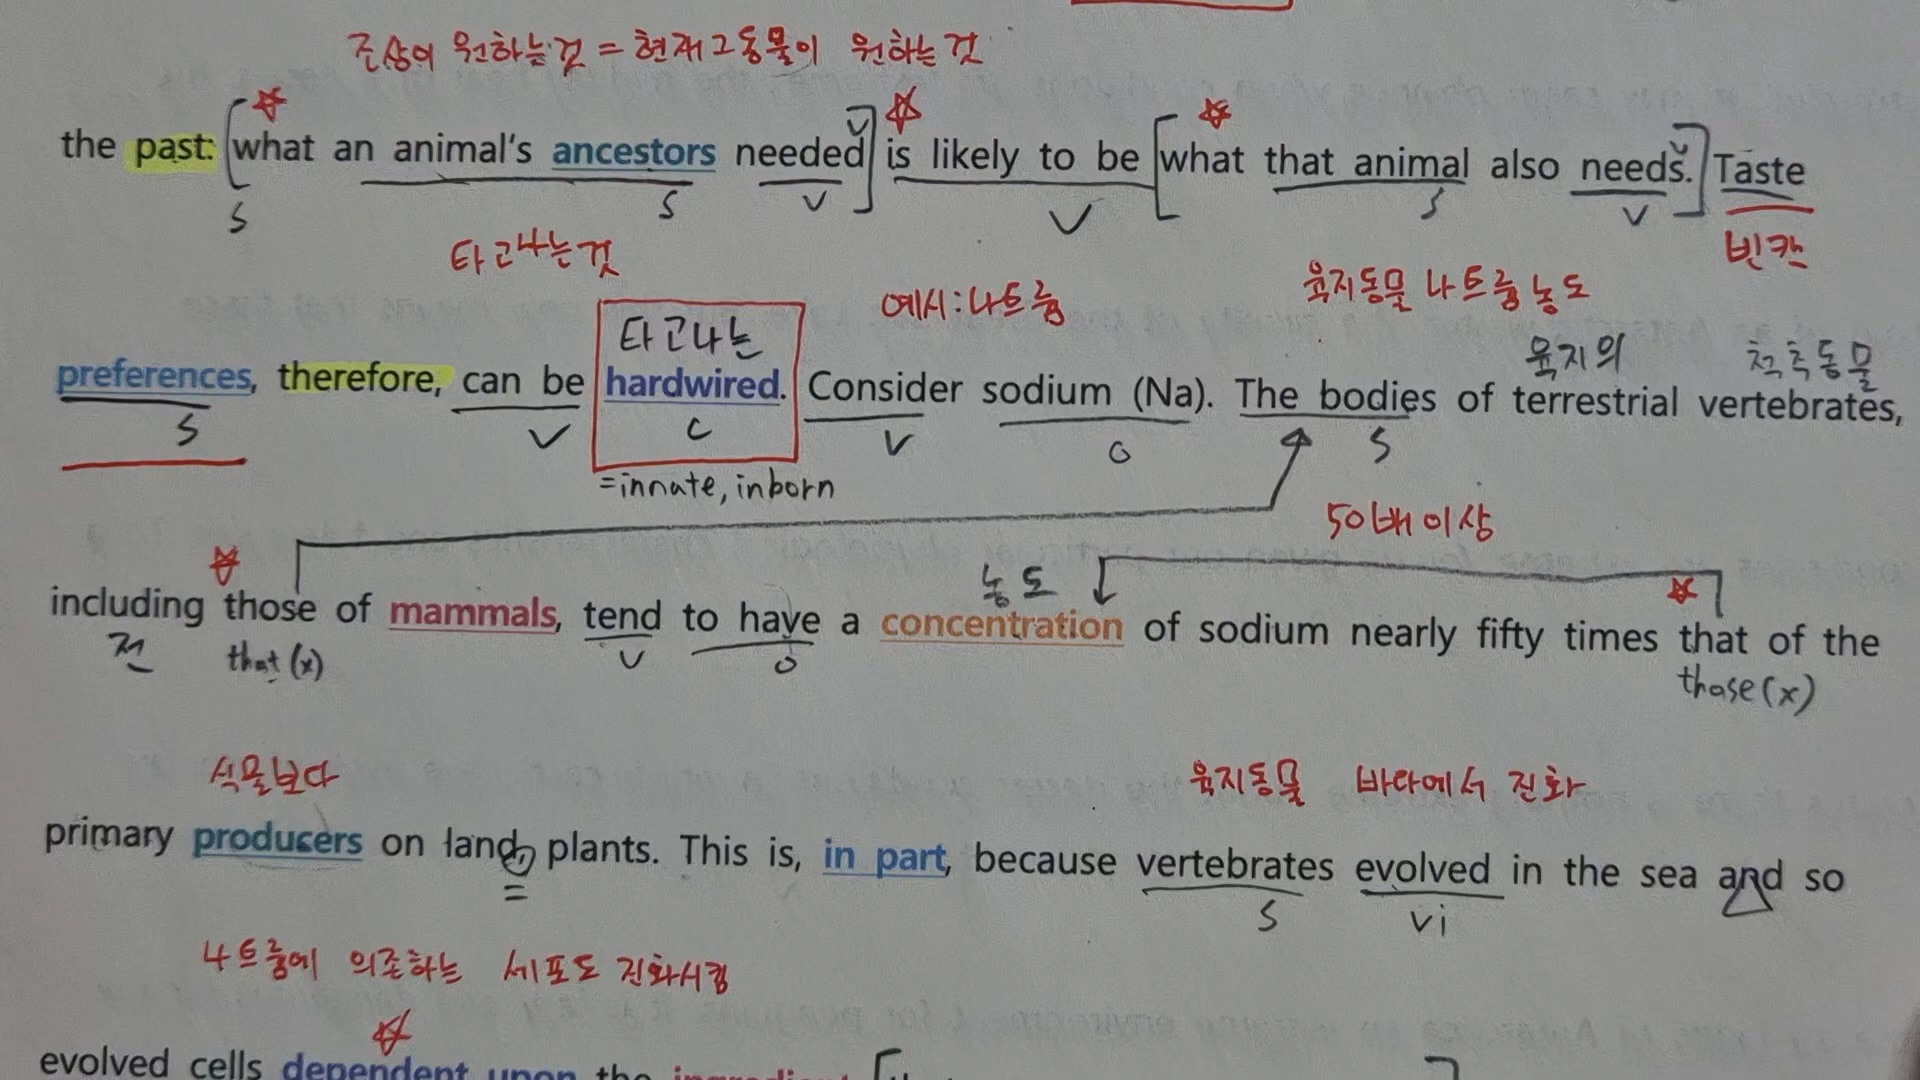 조상이 원하는것 = 현재 그 동물이 원하는 것
the past: [what an animal's ancestors needed] is likely to be [what that animal also needs.] Taste
S S V V S V
타고나는것
빈칸
예시:나트륨
육지동물 나트륨 농도
타고나는
육지의 척추동물
preferences, therefore, can be hardwired. Consider sodium (Na). The bodies of terrestrial vertebrates,
S V C V O S
=innate, inborn
50배 이상
농도
including those of mammals, tend to have a concentration of sodium nearly fifty times that of the
전 that (x) V O those (x)
식물보다
육지동물 바다에서 진화
primary producers on land, plants. This is, in part, because vertebrates evolved in the sea and so
S Vi
나트륨에 의존하는 세포도 진화시킴
evolved cells dependent upon the ingredient